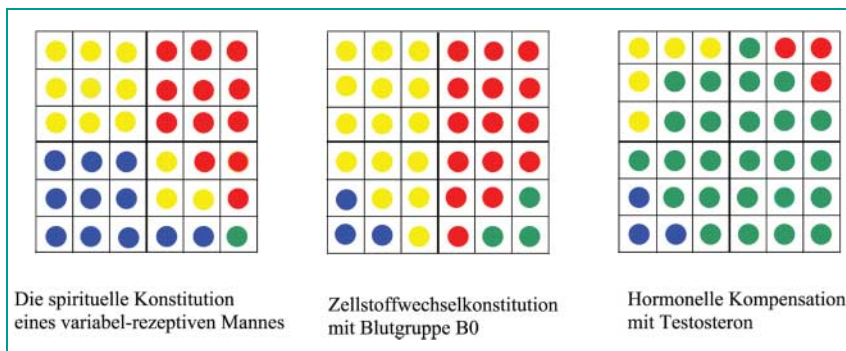 Die spirituelle Konstitution
eines variabel-rezeptiven Mannes
Zellstoffwechselkonstitution
mit Blutgruppe B0
Hormonelle Kompensation
mit Testosteron